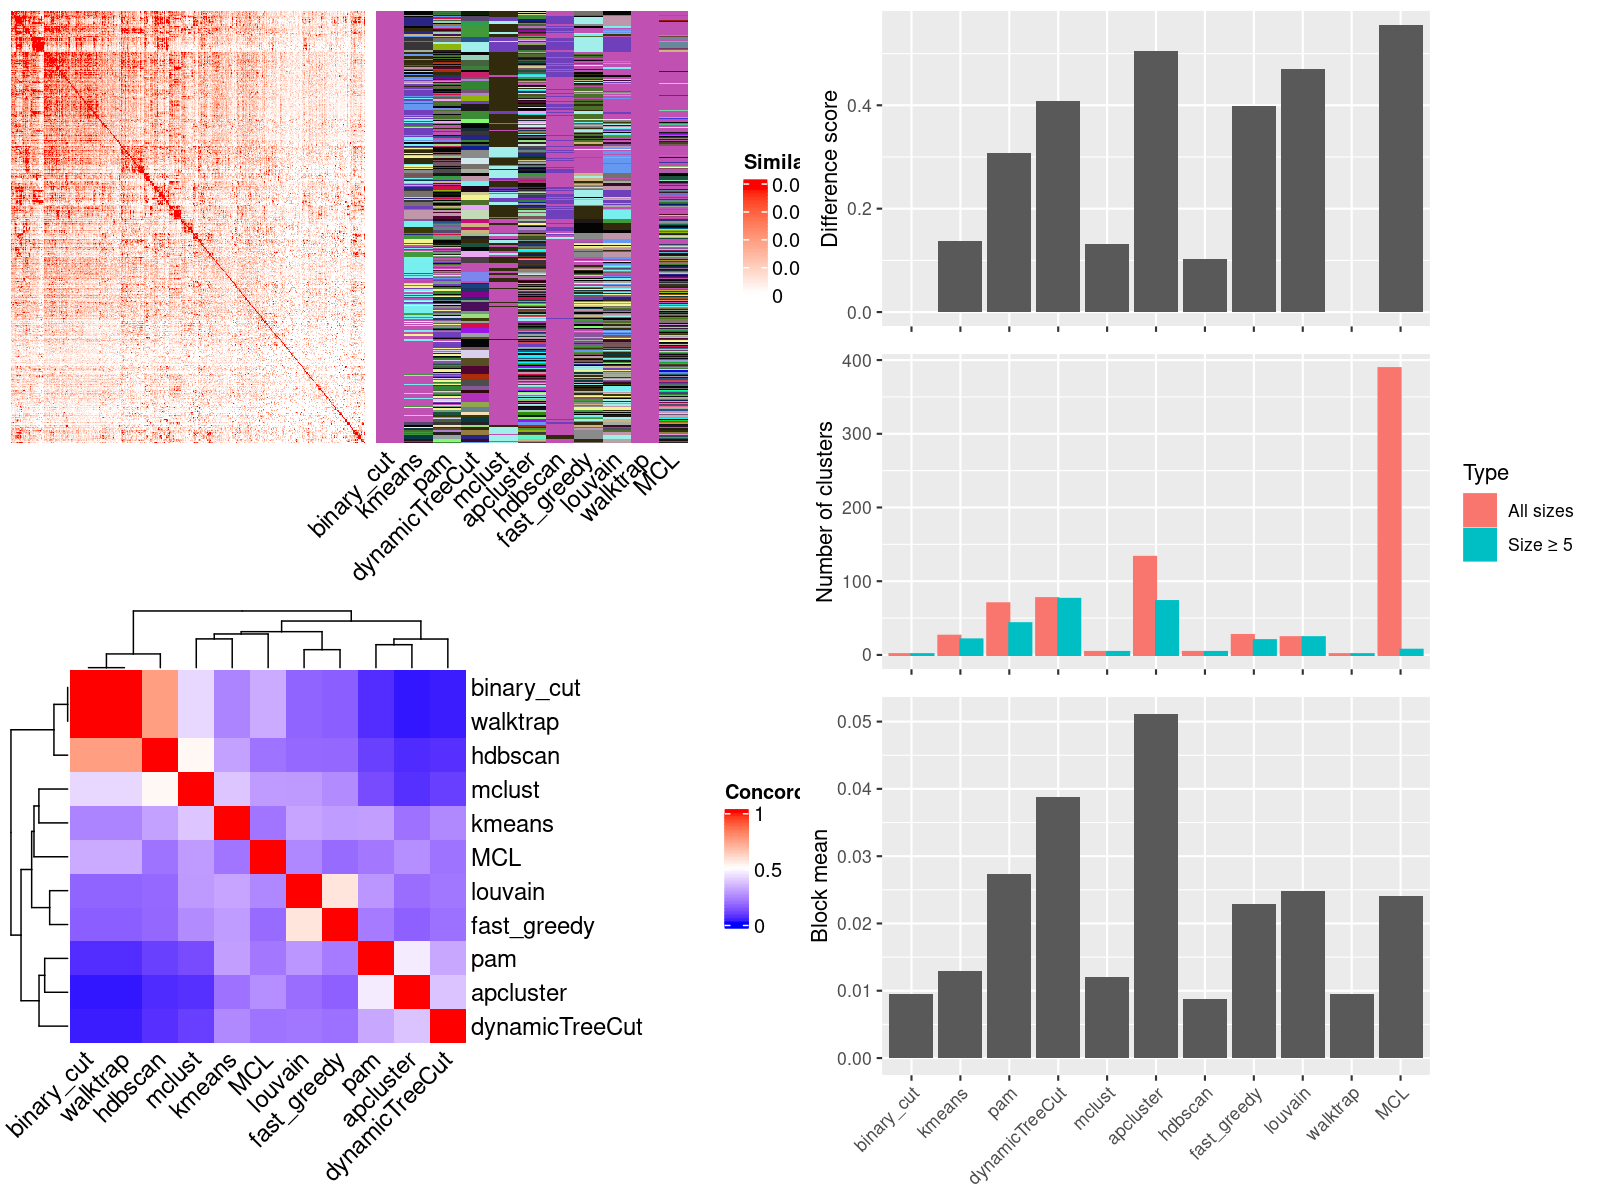 Simila
0.0
0.0
0.0
0.0
0
binary_cut
kmeans
pam
dynamicTreeCut
mclust
apcluster
hdbscan
fast_greedy
louvain
walktrap
MCL
binary_cut
walktrap
hdbscan
mclust
kmeans
MCL
louvain
fast_greedy
pam
apcluster
dynamicTreeCut
binary_cut
walktrap
hdbscan
mclust
kmeans
MCL
louvain
fast_greedy
pam
apcluster
dynamicTreeCut
Concord
1
0.5
0
Difference score
0.4
0.2
0.0
Number of clusters
400
300
200
100
0
Type
All sizes
Size ≥ 5
Block mean
0.05
0.04
0.03
0.02
0.01
0.00
binary_cut
kmeans
pam
dynamicTreeCut
mclust
apcluster
hdbscan
fast_greedy
louvain
walktrap
MCL